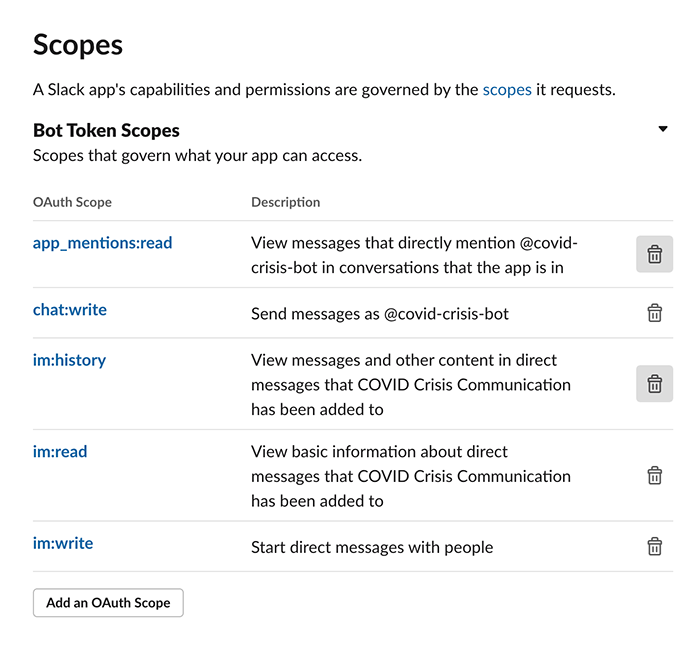 Scopes
A Slack app's capabilities and permissions are governed by the scopes it requests.
Bot Token Scopes
Scopes that govern what your app can access.
OAuth Scope Description
app_mentions:read View messages that directly mention @covid-
crisis-bot in conversations that the app is in
chat:write Send messages as @covid-crisis-bot
im:history View messages and other content in direct
messages that COVID Crisis Communication
has been added to
im:read View basic information about direct
messages that COVID Crisis Communication
has been added to
im:write Start direct messages with people
Add an OAuth Scope